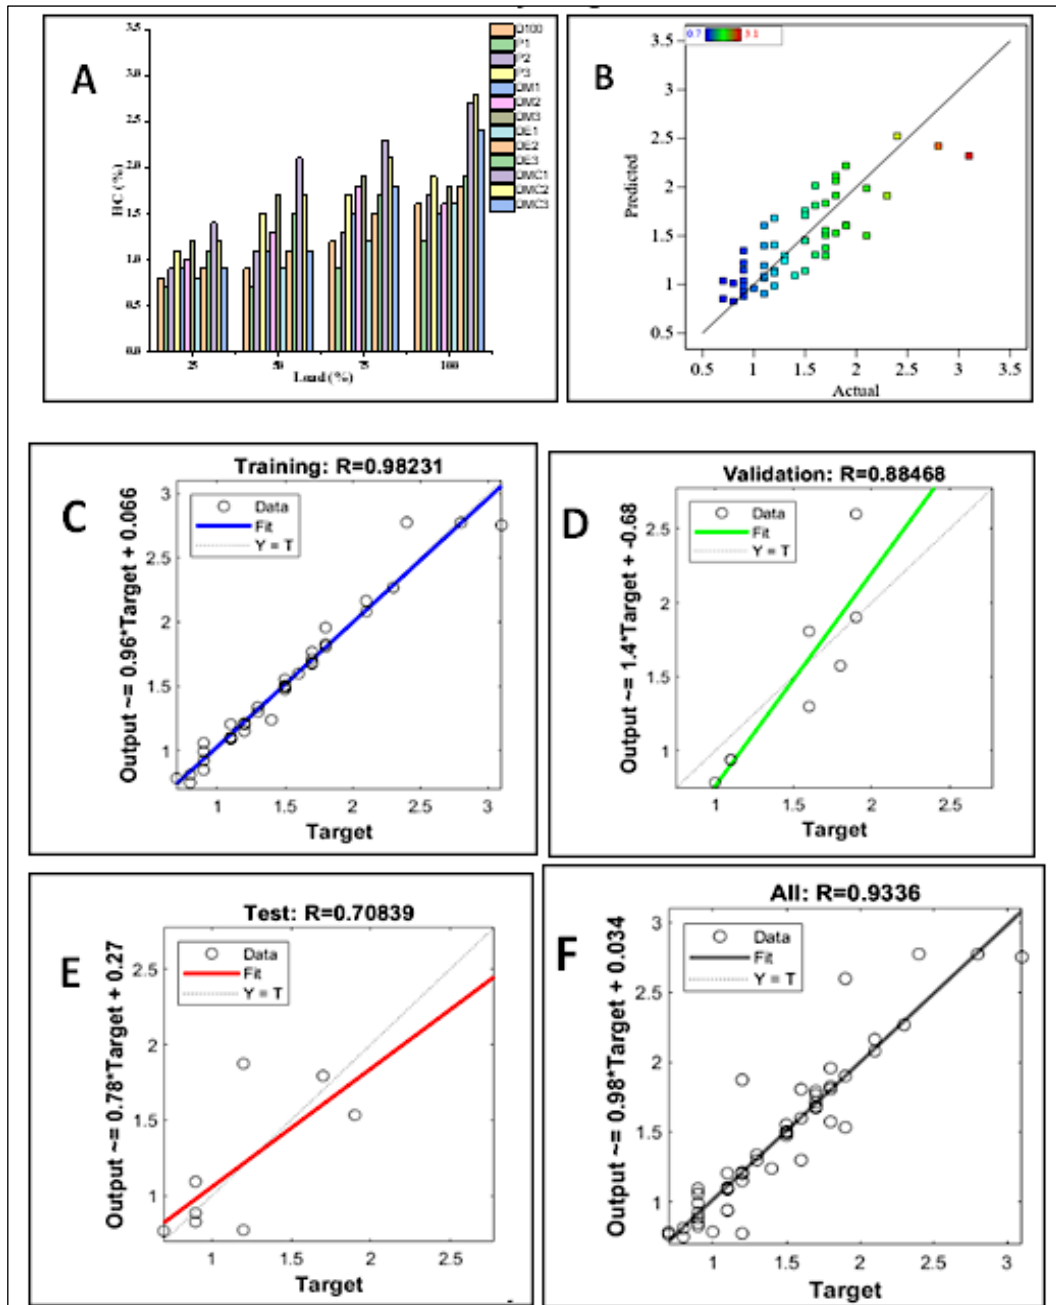 A
HC (%)
3.5
3.0
2.5
2.0
1.5
1.0
0.5
0.0
25
50
75
100
Load (%)
D100
P1
P2
P3
DM1
DM2
DM3
DE1
DE2
DE3
DMC1
DMC2
DMC3
B
0.7
3.1
Predicted
3.5
3
2.5
2
1.5
1
0.5
0.5
1
1.5
2
2.5
3
3.5
Actual
C
Training: R=0.98231
Data
Fit
Y = T
Output ~= 0.96*Target + 0.066
3
2.5
2
1.5
1
1
1.5
2
2.5
3
Target
D
Validation: R=0.88468
Data
Fit
Y = T
Output ~= 1.4*Target + -0.68
2.5
2
1.5
1
1
1.5
2
2.5
Target
E
Test: R=0.70839
Data
Fit
Y = T
Output ~= 0.78*Target + 0.27
2.5
2
1.5
1
1
1.5
2
2.5
Target
F
All: R=0.9336
Data
Fit
Y = T
Output ~= 0.98*Target + 0.034
3
2.5
2
1.5
1
1
1.5
2
2.5
3
Target